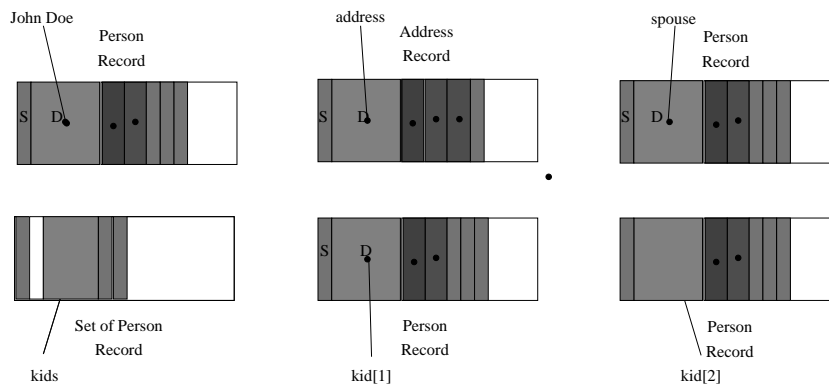 John Doe
Person
Record
S D
address
Address
Record
S D
spouse
Person
Record
S D
Set of Person
Record
kids
S D
Person
Record
kid[1]
Person
Record
kid[2]